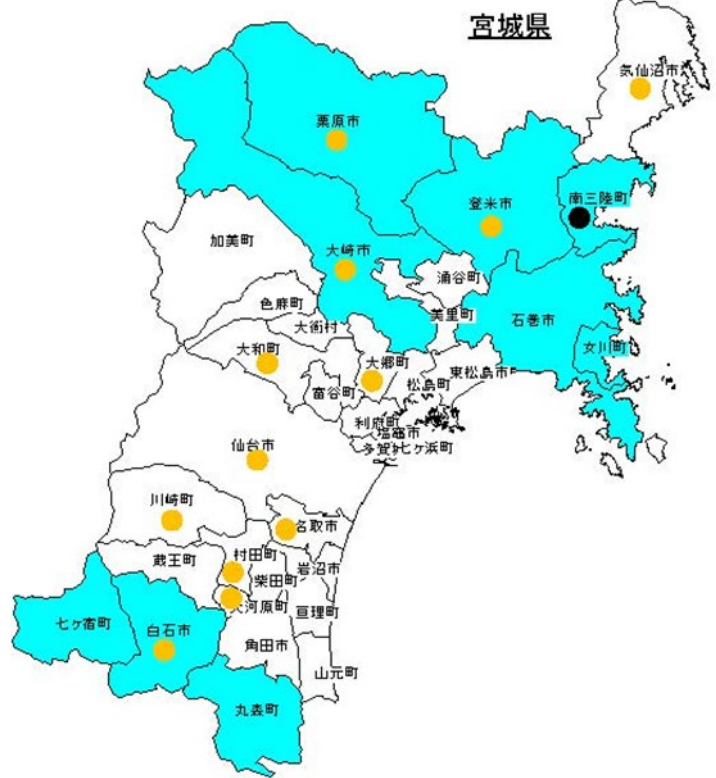 宮城県
気仙沼市
栗原市
南三陸町
登米市
加美町
大崎市
涌谷町
色麻町
美里町
石巻市
大衡村
女川町
大和町
大郷町
東松島市
松島町
富谷町
利府町
塩竈市
仙台市
多賀
七ヶ浜町
川崎町
名取市
村田町
蔵王町
岩沼市
柴田町
大河原町
亘理町
七ヶ宿町
白石市
角田市
山元町
丸森町